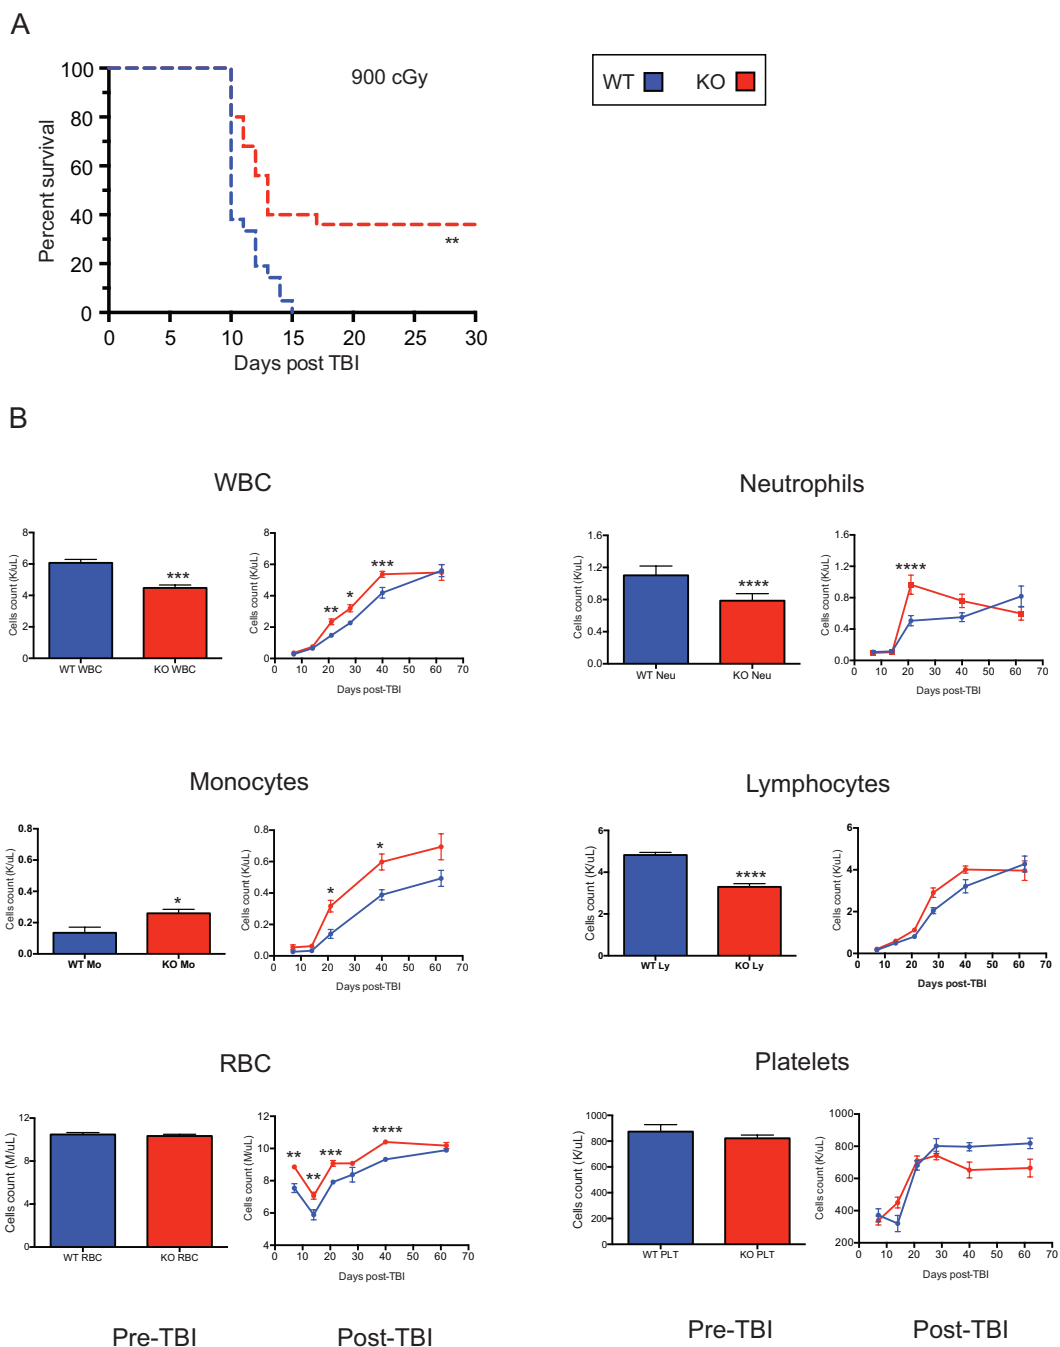 A
900 cGy
WT
KO
Percent survival
100
80
60
40
20
0
**
0 5 10 15 20 25 30
Days post TBI
B
WBC
Cells count (K/uL)
8
6
4
2
0
***
WT WBC KO WBC
Cells count (K/uL)
8
6
4
2
0
** * ***
0 10 20 30 40 50 60 70
Days post-TBI
Neutrophils
Cells count (K/uL)
1.6
1.2
0.8
0.4
0.0
****
WT Neu KO Neu
Cells count (K/uL)
1.6
1.2
0.8
0.4
0.0
****
0 10 20 30 40 50 60 70
Days post-TBI
Monocytes
Cells count (K/uL)
0.8
0.6
0.4
0.2
0.0
*
WT Mo KO Mo
Cells count (K/uL)
0.8
0.6
0.4
0.2
0.0
* *
0 10 20 30 40 50 60 70
Days post-TBI
Lymphocytes
Cells count (K/uL)
6
4
2
0
****
WT Ly KO Ly
Cells count (K/uL)
6
4
2
0
0 10 20 30 40 50 60 70
Days post-TBI
RBC
Cells count (M/uL)
12
8
4
0
WT RBC KO RBC
Cells count (M/uL)
12
10
8
6
4
** ** *** ****
0 10 20 30 40 50 60 70
Days post-TBI
Platelets
Cells count (K/uL)
1000
800
600
400
200
0
WT PLT KO PLT
Cells count (K/uL)
1000
800
600
400
200
0 10 20 30 40 50 60 70
Days post-TBI
Pre-TBI Post-TBI Pre-TBI Post-TBI